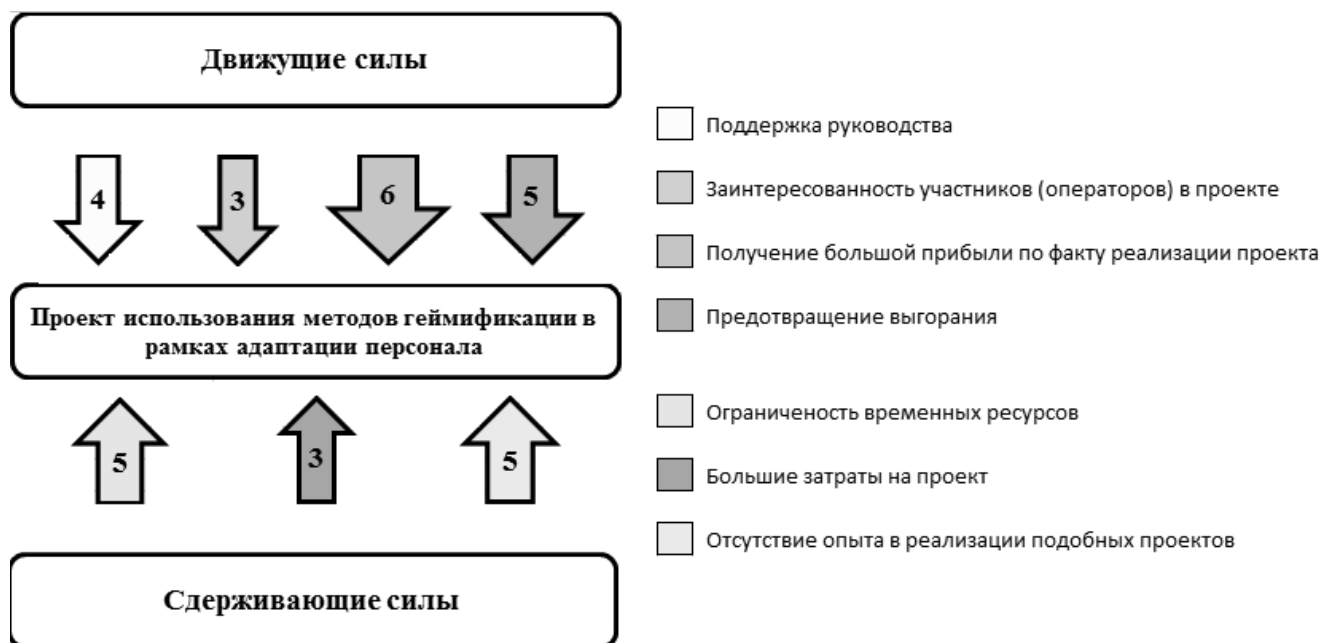 Движущие силы
4
3
6
5
Проект использования методов геймификации в
рамках адаптации персонала
5
3
5
Сдерживающие силы
Поддержка руководства
Заинтересованность участников (операторов) в проекте
Получение большой прибыли по факту реализации проекта
Предотвращение выгорания
Ограниченость временных ресурсов
Большие затраты на проект
Отсутствие опыта в реализации подобных проектов